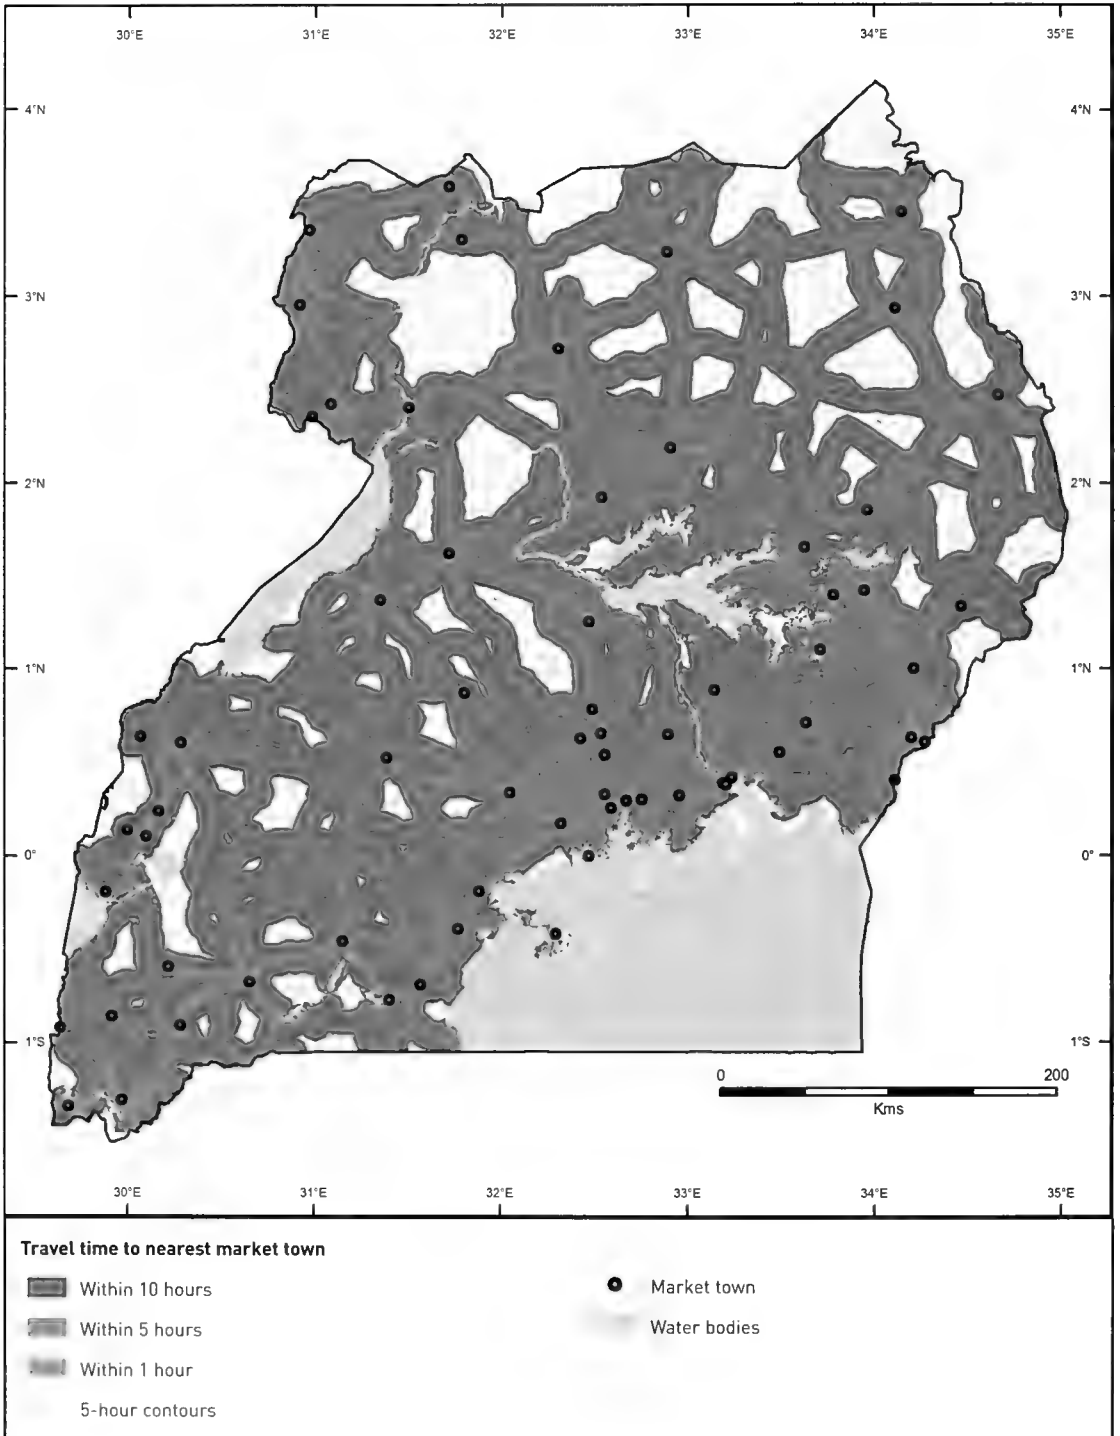 30°E 31°E 32°E 33°E 34°E 35°E
4°N 4°N
3°N 3°N
2°N 2°N
1°N 1°N
0° 0°
1°S 1°S
0 200
Kms
30°E 31°E 32°E 33°E 34°E 35°E
Travel time to nearest market town
Within 10 hours
Within 5 hours
Within 1 hour
5-hour contours
Market town
Water bodies